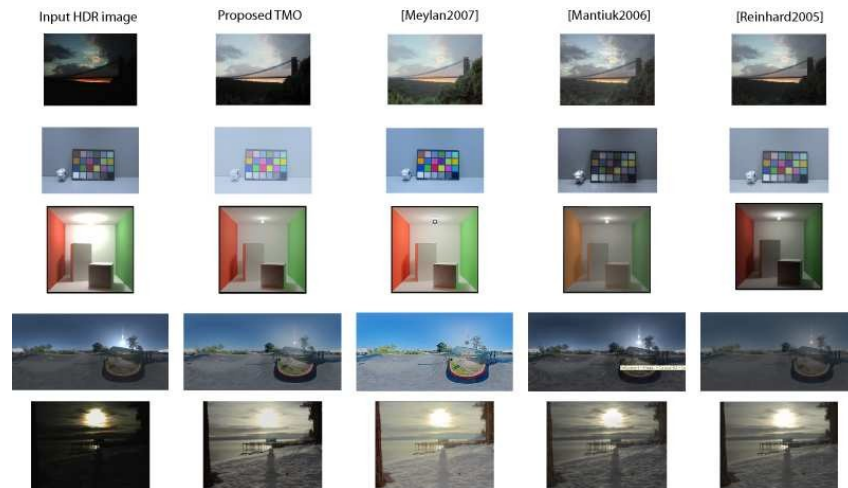 Input HDR image
Proposed TMO
[Meylan2007]
[Mantiuk2006]
[Reinhard2005]